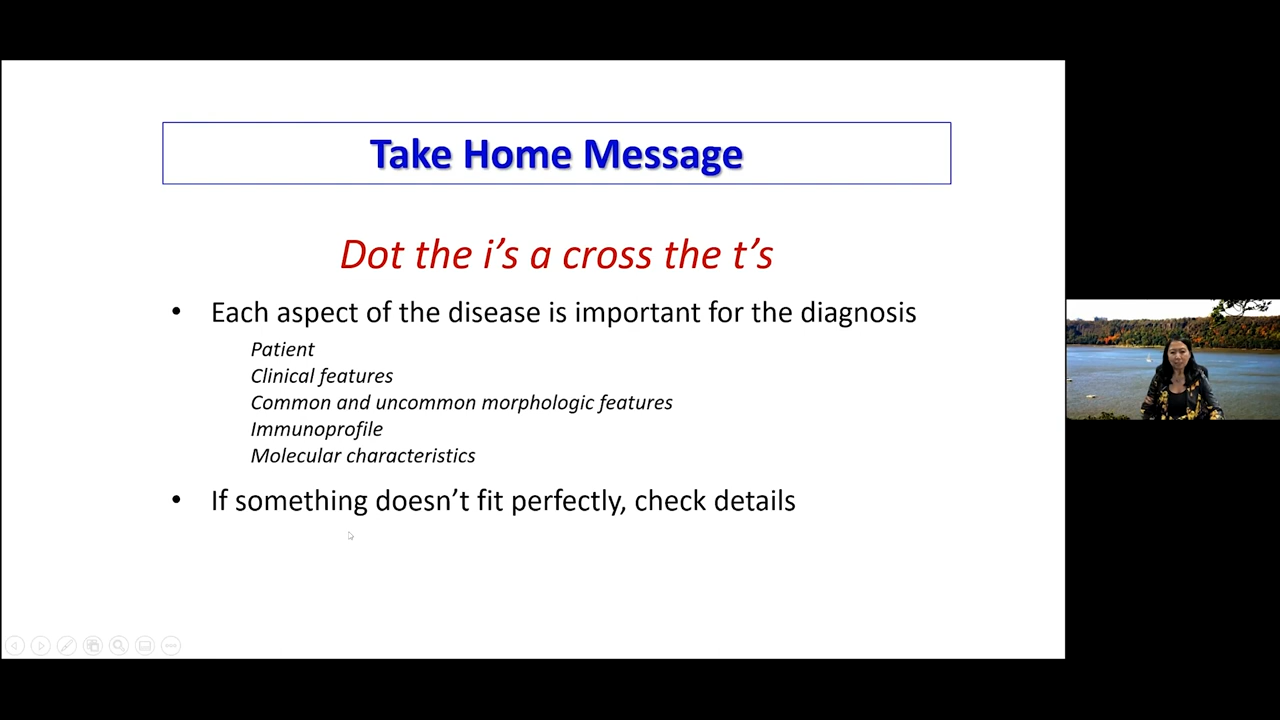 Take Home Message
Dot the i’s a cross the t’s
• Each aspect of the disease is important for the diagnosis
Patient
Clinical features
Common and uncommon morphologic features
Immunoprofile
Molecular characteristics
• If something doesn’t fit perfectly, check details